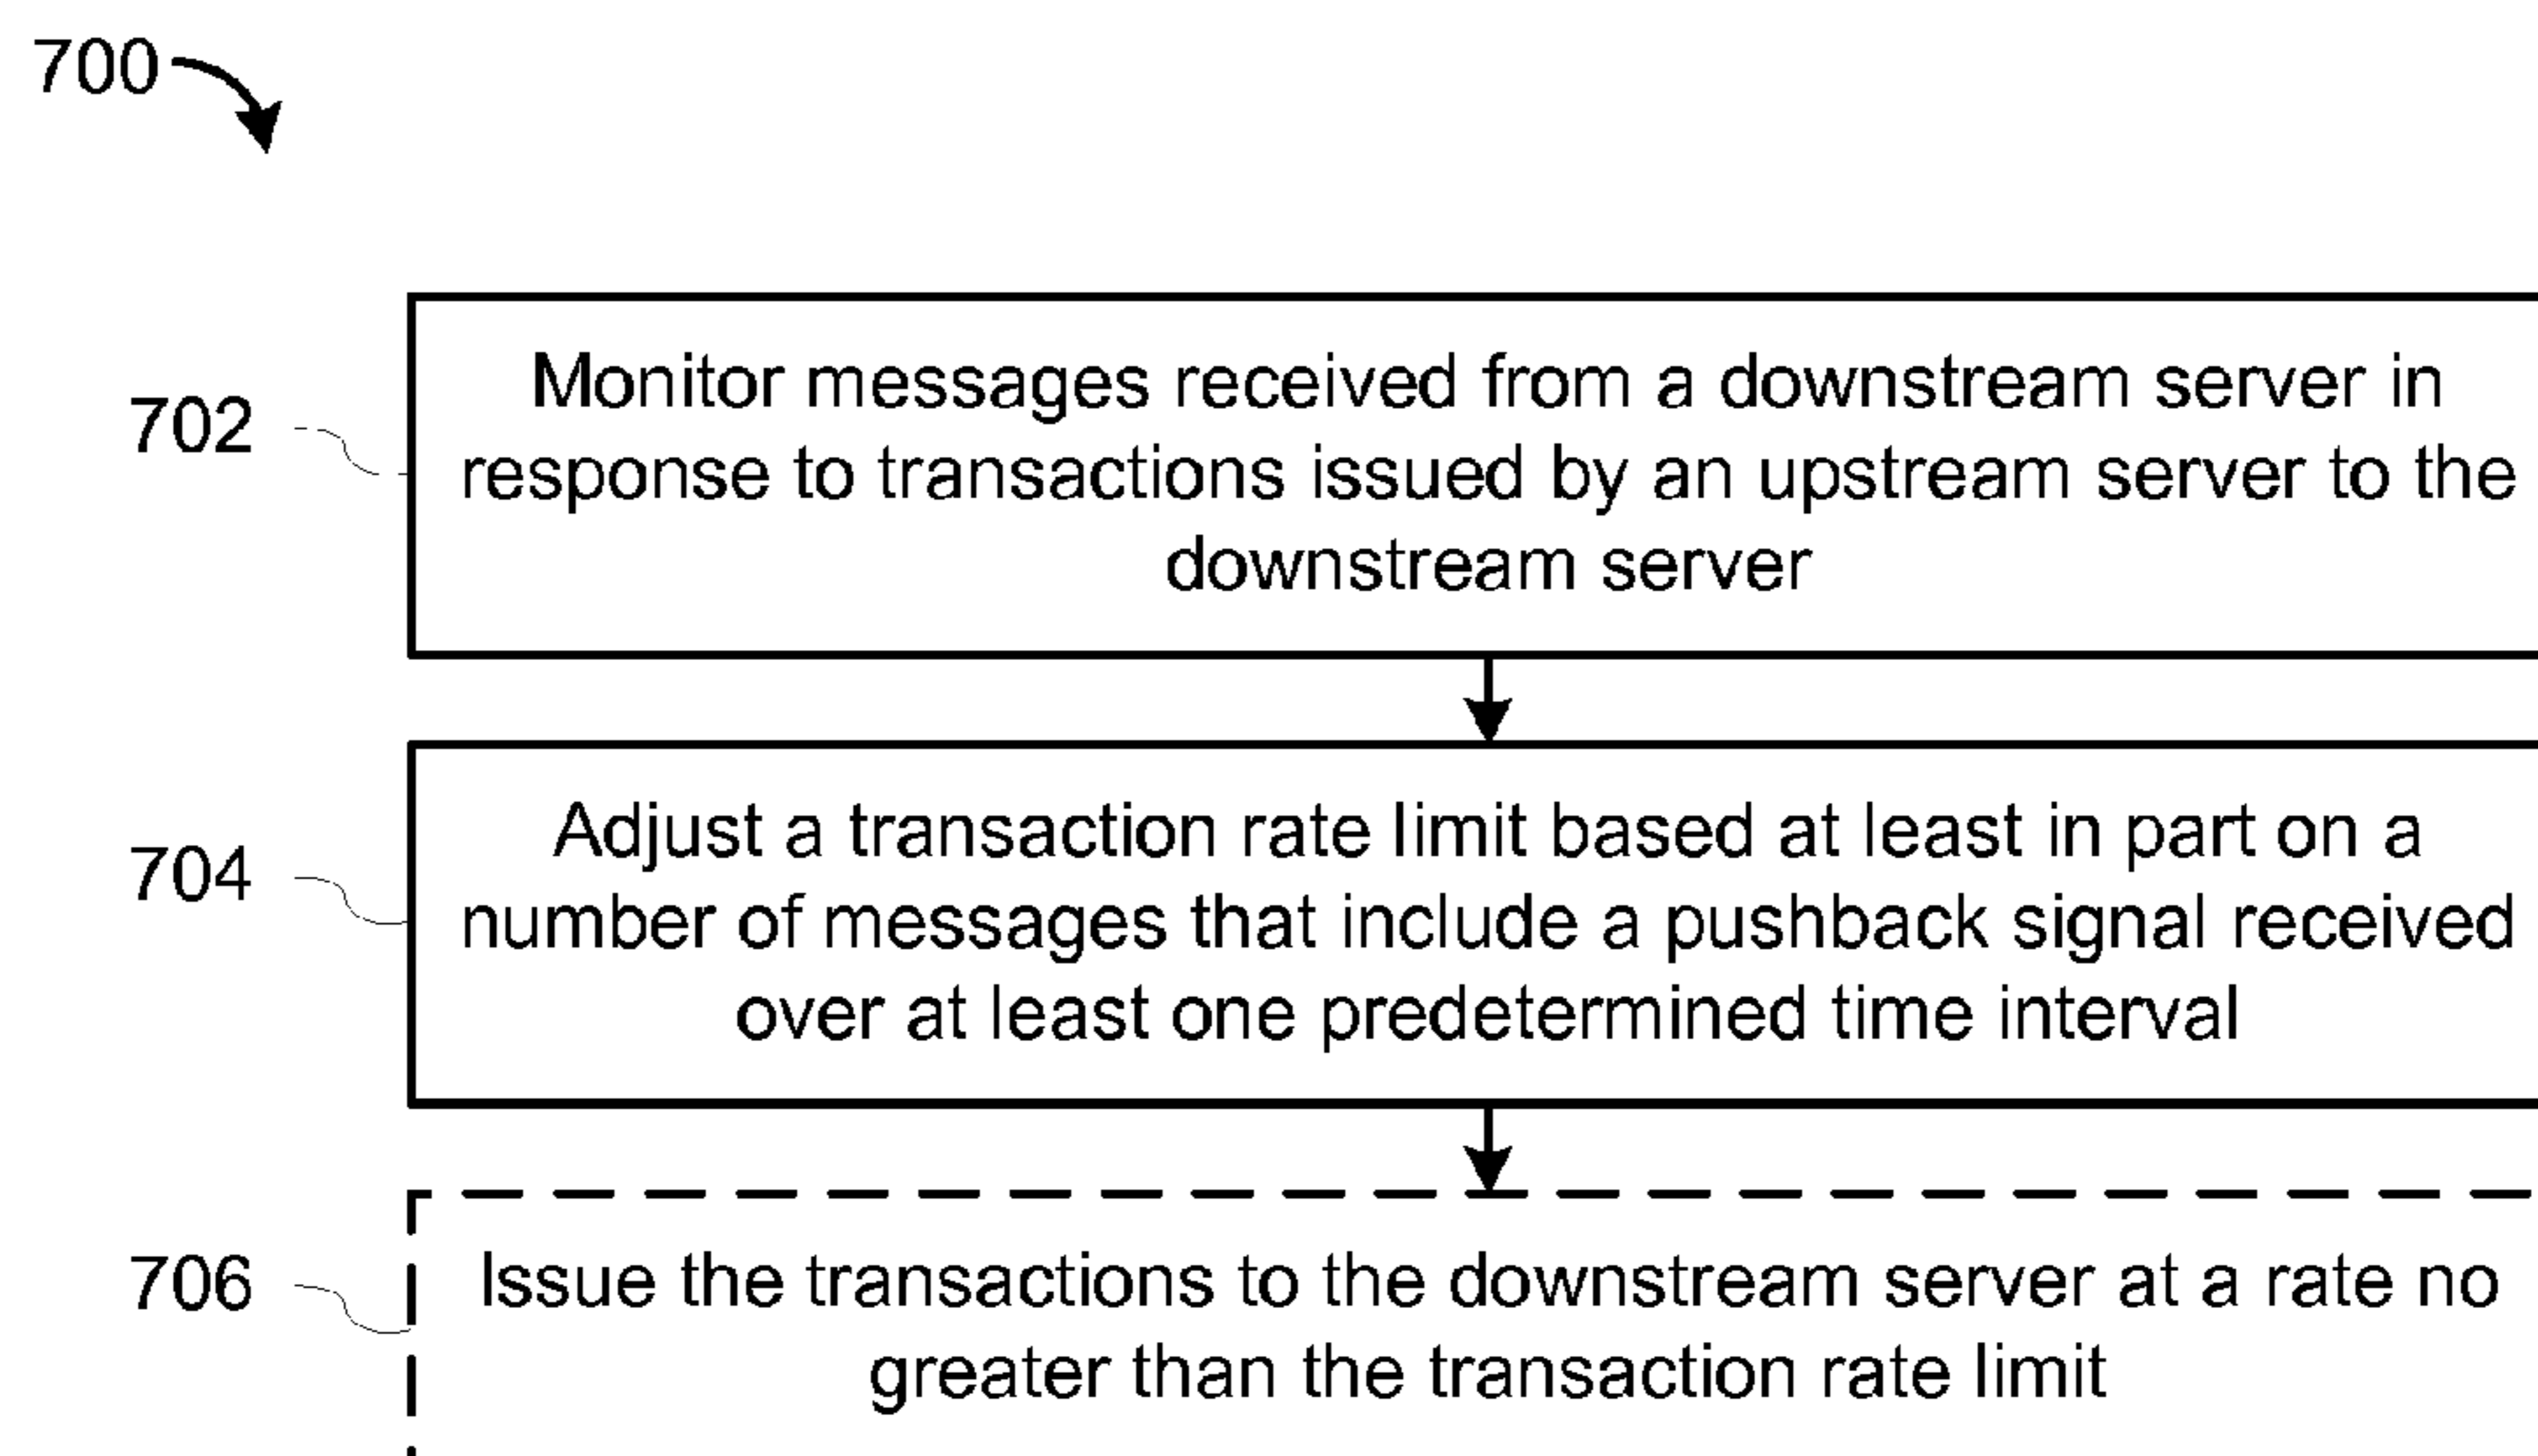 700
702
Monitor messages received from a downstream server in
response to transactions issued by an upstream server to the
downstream server
704
Adjust a transaction rate limit based at least in part on a
number of messages that include a pushback signal received
over at least one predetermined time interval
706
Issue the transactions to the downstream server at a rate no
greater than the transaction rate limit